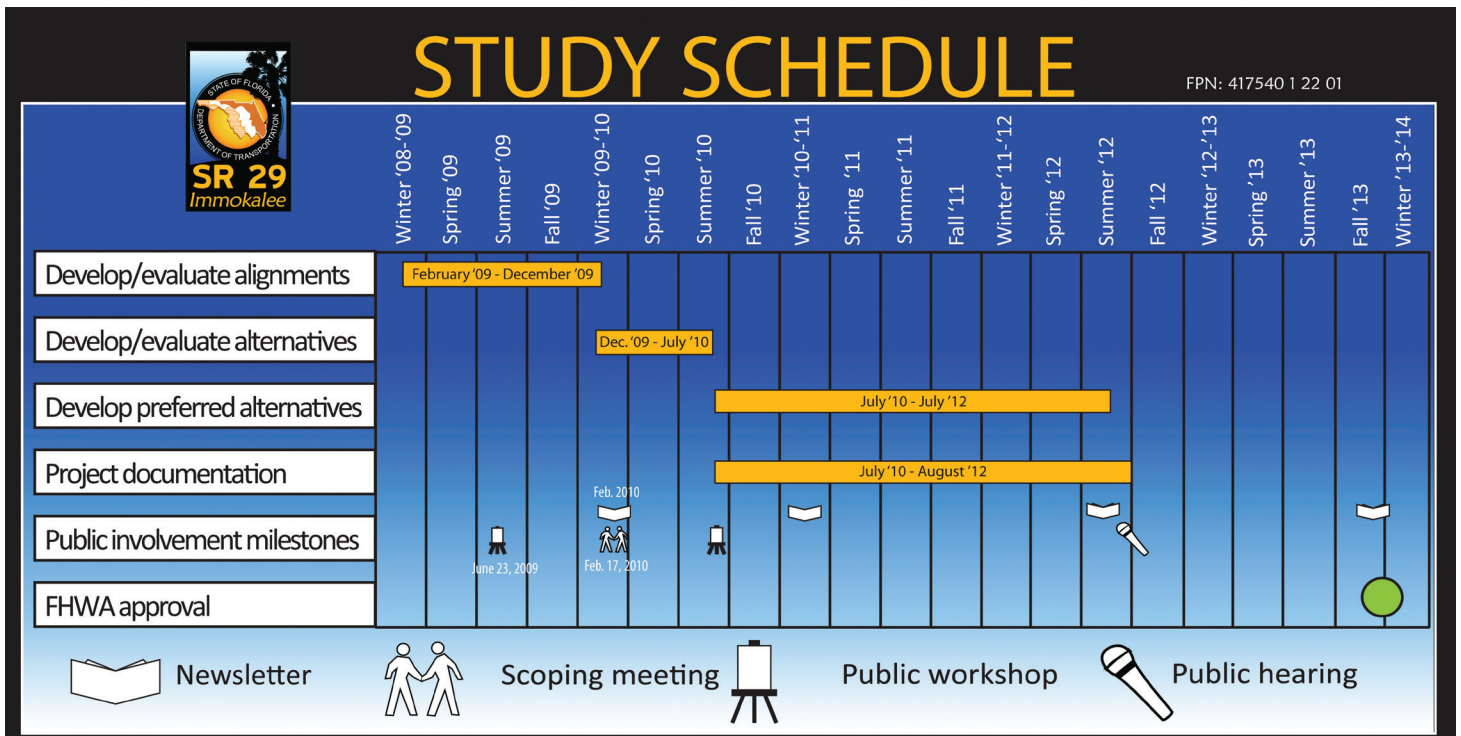 STUDY SCHEDULE
FPN: 417540 1 22 01
STATE OF FLORIDA
DEPARTMENT OF TRANSPORTATION
SR 29
Immokalee
Winter ‘08-‘09
Spring ‘09
Summer ‘09
Fall ‘09
Winter ‘09-‘10
Spring ‘10
Summer ‘10
Fall ‘10
Winter ‘10-‘11
Spring ‘11
Summer ‘11
Fall ‘11
Winter ‘11-‘12
Spring ‘12
Summer ‘12
Fall ‘12
Winter ‘12-‘13
Spring ‘13
Summer ’13
Fall ’13
Winter ’13-’14
Develop/evaluate alignments
February ‘09 - December ‘09
Develop/evaluate alternatives
Dec. ‘09 - July ‘10
Develop preferred alternatives
July ‘10 - July ‘12
Project documentation
July ‘10 - August ‘12
Feb. 2010
Public involvement milestones
June 23, 2009
Feb. 17, 2010
FHWA approval
Newsletter
Scoping meeting
Public workshop
Public hearing